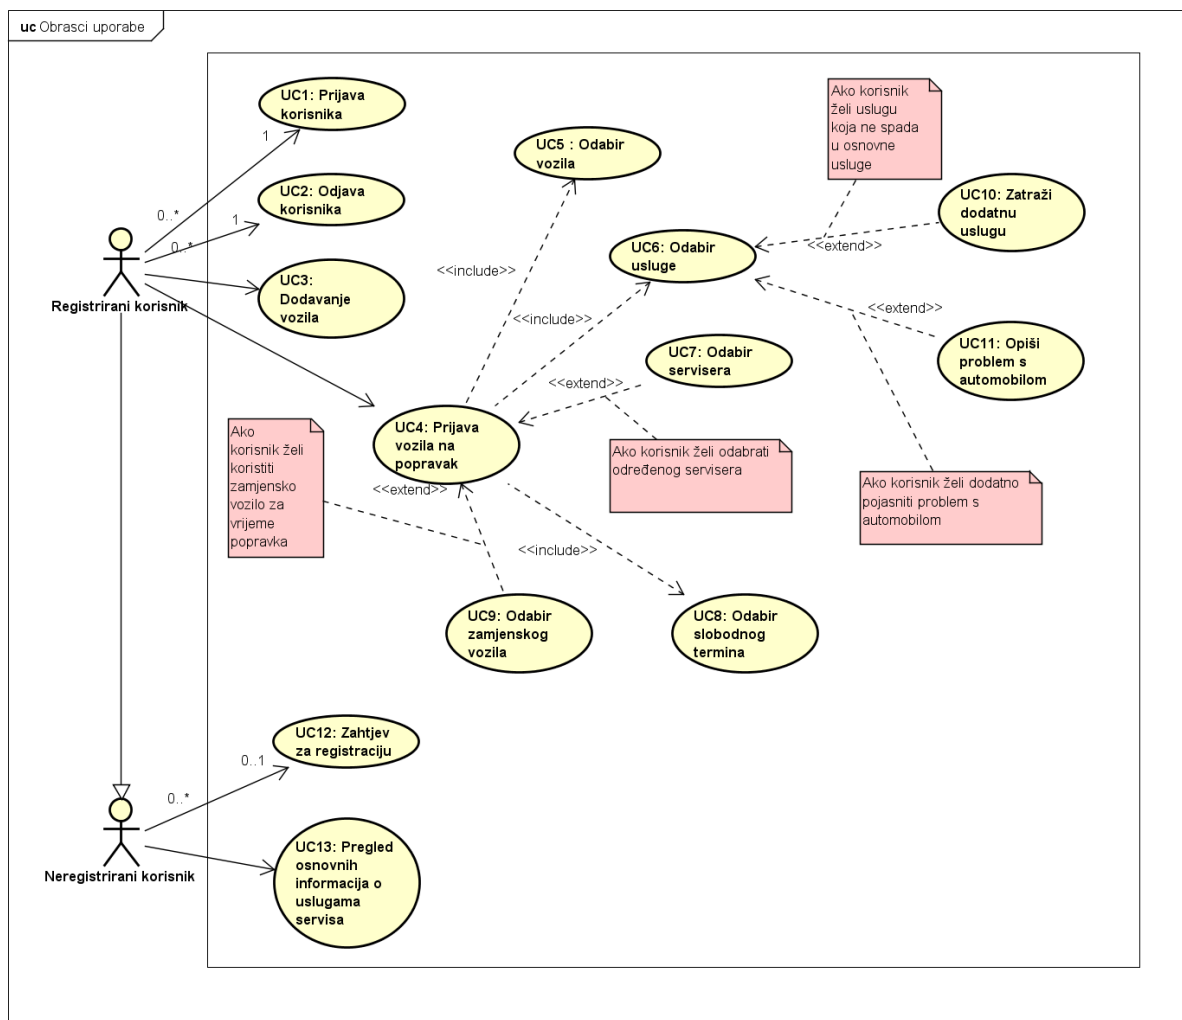 uc Obrasci uporabe
UC1: Prijava
korisnika
1
0..*
UC2: Odjava
korisnika
1
0..*
Registrirani korisnik
UC3:
Dodavanje
vozila
UC5 : Odabir
vozila
Ako korisnik
želi uslugu
koja ne spada
u osnovne
usluge
UC10: Zatraži
dodatnu
uslugu
<<extend>>
UC6: Odabir
usluge
<<include>>
<<include>>
<<extend>>
UC7: Odabir
servisera
UC11: Opiši
problem s
automobilom
<<extend>>
UC4: Prijava
vozila na
popravak
Ako
korisnik želi
koristiti
zamjensko
vozilo za
vrijeme
popravka
Ako korisnik želi odabrati
određenog servisera
Ako korisnik želi dodatno
pojasniti problem s
automobilom
<<extend>>
<<include>>
UC9: Odabir
zamjenskog
vozila
UC8: Odabir
slobodnog
termina
UC12: Zahtjev
za registraciju
0..1
0..*
Neregistrirani korisnik
UC13: Pregled
osnovnih
informacija o
uslugama
servisa